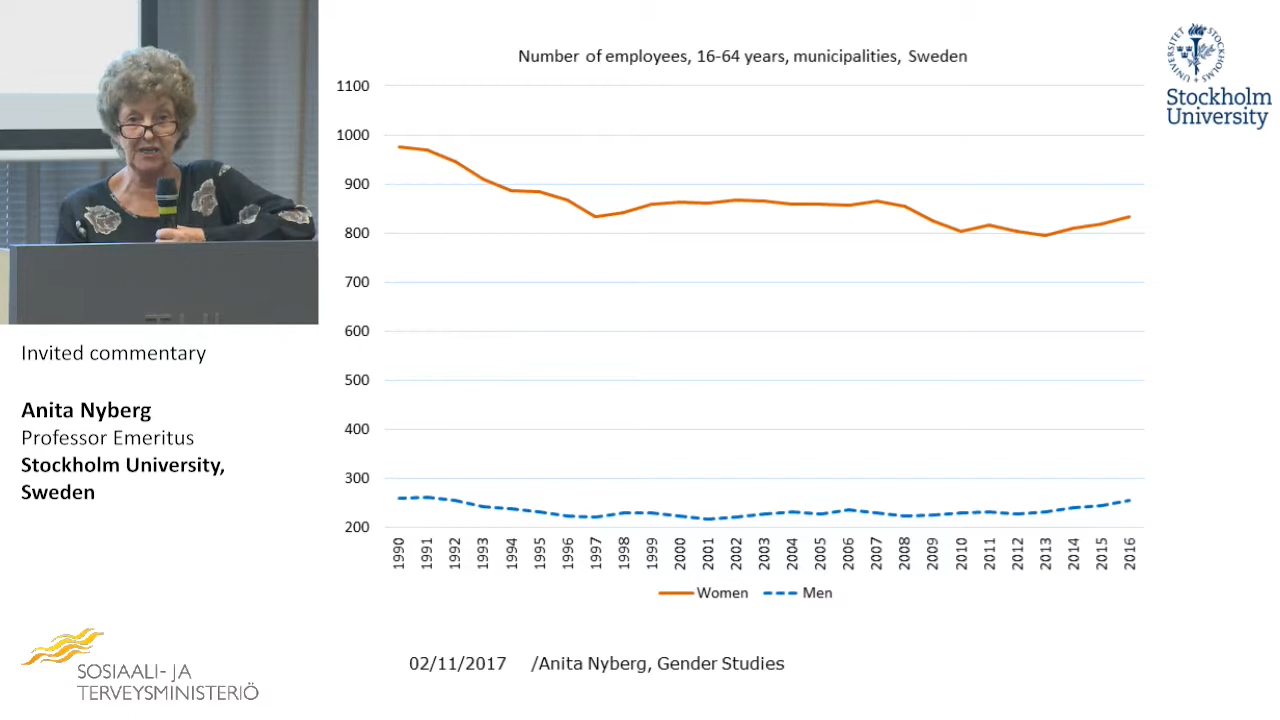 Number of employees, 16-64 years, municipalities, Sweden
1100
1000
900
800
700
600
500
400
300
200
1990
1991
1992
1993
1994
1995
1996
1997
1998
1999
2000
2001
2002
2003
2004
2005
2006
2007
2008
2009
2010
2011
2012
2013
2014
2015
2016
Women
Men
STOCKHOLMS UNIVERSITET
Stockholm
University
Invited commentary
Anita Nyberg
Professor Emeritus
Stockholm University,
Sweden
SOSIAALI- JA
TERVEYSMINISTERIÖ
02/11/2017 /Anita Nyberg, Gender Studies